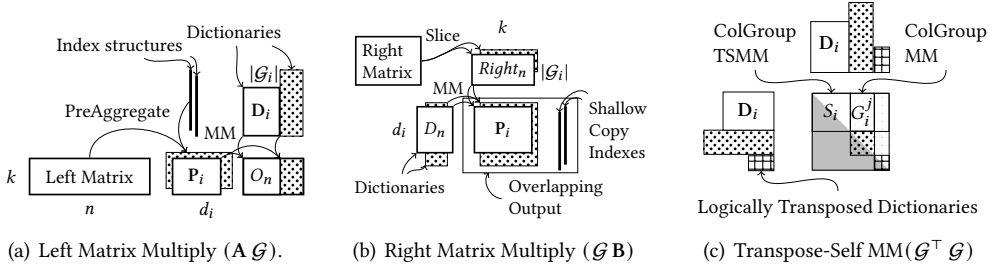 Index structures
Dictionaries
|𝒢ᵢ|
Dᵢ
PreAggregate
MM
k
Left Matrix
Pᵢ
Oₙ
n
dᵢ
(a) Left Matrix Multiply (A 𝒢).
k
Slice
Right
Matrix
Rightₙ
|𝒢ᵢ|
MM
dᵢ
Dₙ
Pᵢ
Shallow
Copy
Indexes
Dictionaries
Overlapping
Output
(b) Right Matrix Multiply (𝒢 B)
ColGroup
TSMM
Dᵢ
ColGroup
MM
Dᵢ
Sᵢ
Gᵢʲ
Logically Transposed Dictionaries
(c) Transpose-Self MM(𝒢⊤ 𝒢)